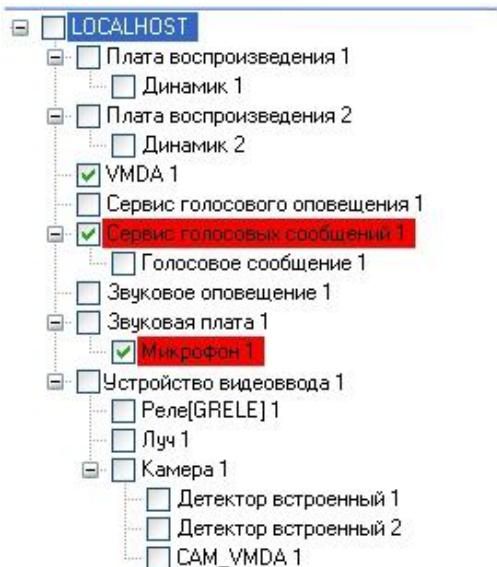 LOCALHOST
Плата воспроизведения 1
Динамик 1
Плата воспроизведения 2
Динамик 2
VMDA 1
Сервис голосового оповещения 1
Сервис голосовых сообщений 1
Голосовое сообщение 1
Звуковое оповещение 1
Звуковая плата 1
Микрофон 1
Устройство видеоввода 1
Реле[GRELE] 1
Луч 1
Камера 1
Детектор встроенный 1
Детектор встроенный 2
CAM_VMDA 1